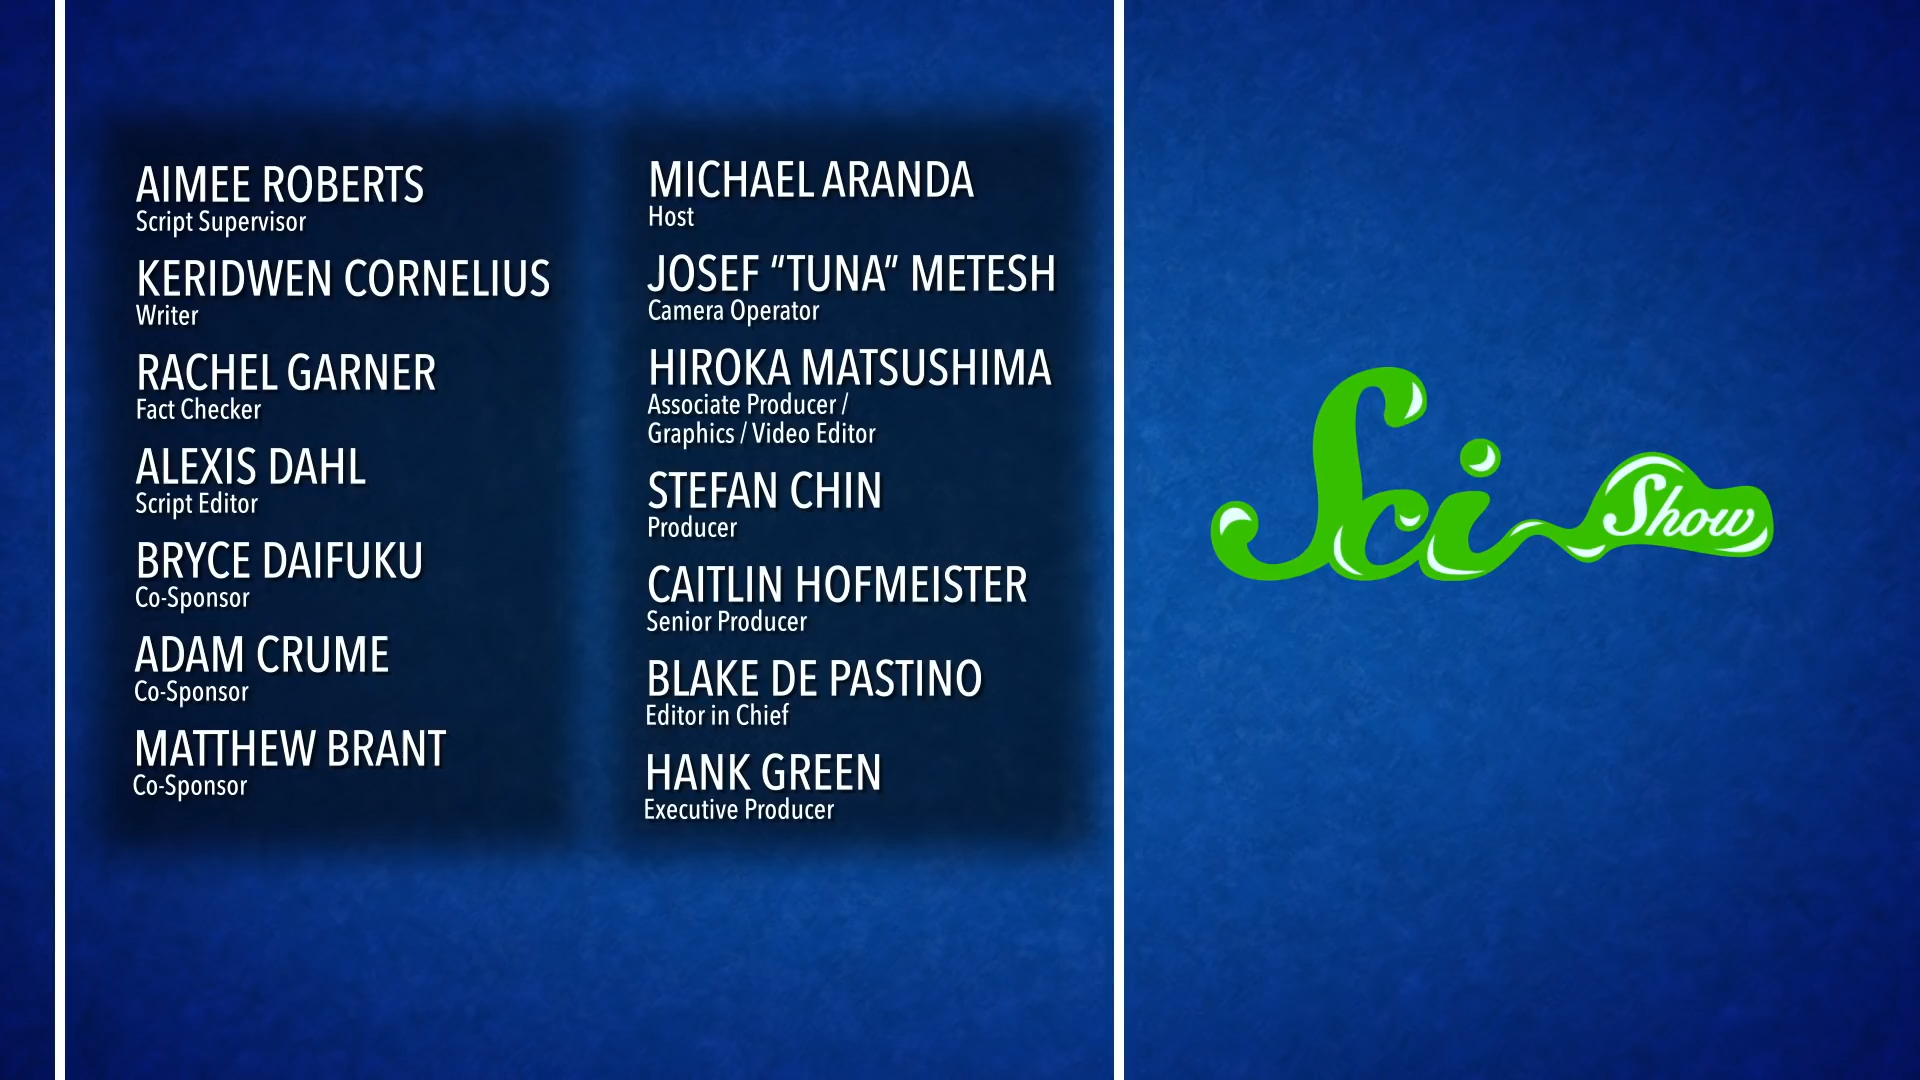 AIMEE ROBERTS
Script Supervisor
KERIDWEN CORNELIUS
Writer
RACHEL GARNER
Fact Checker
ALEXIS DAHL
Script Editor
BRYCE DAIFUKU
Co-Sponsor
ADAM CRUME
Co-Sponsor
MATTHEW BRANT
Co-Sponsor
MICHAEL ARANDA
Host
JOSEF “TUNA” METESH
Camera Operator
HIROKA MATSUSHIMA
Associate Producer /
Graphics / Video Editor
STEFAN CHIN
Producer
CAITLIN HOFMEISTER
Senior Producer
BLAKE DE PASTINO
Editor in Chief
HANK GREEN
Executive Producer
Sci Show